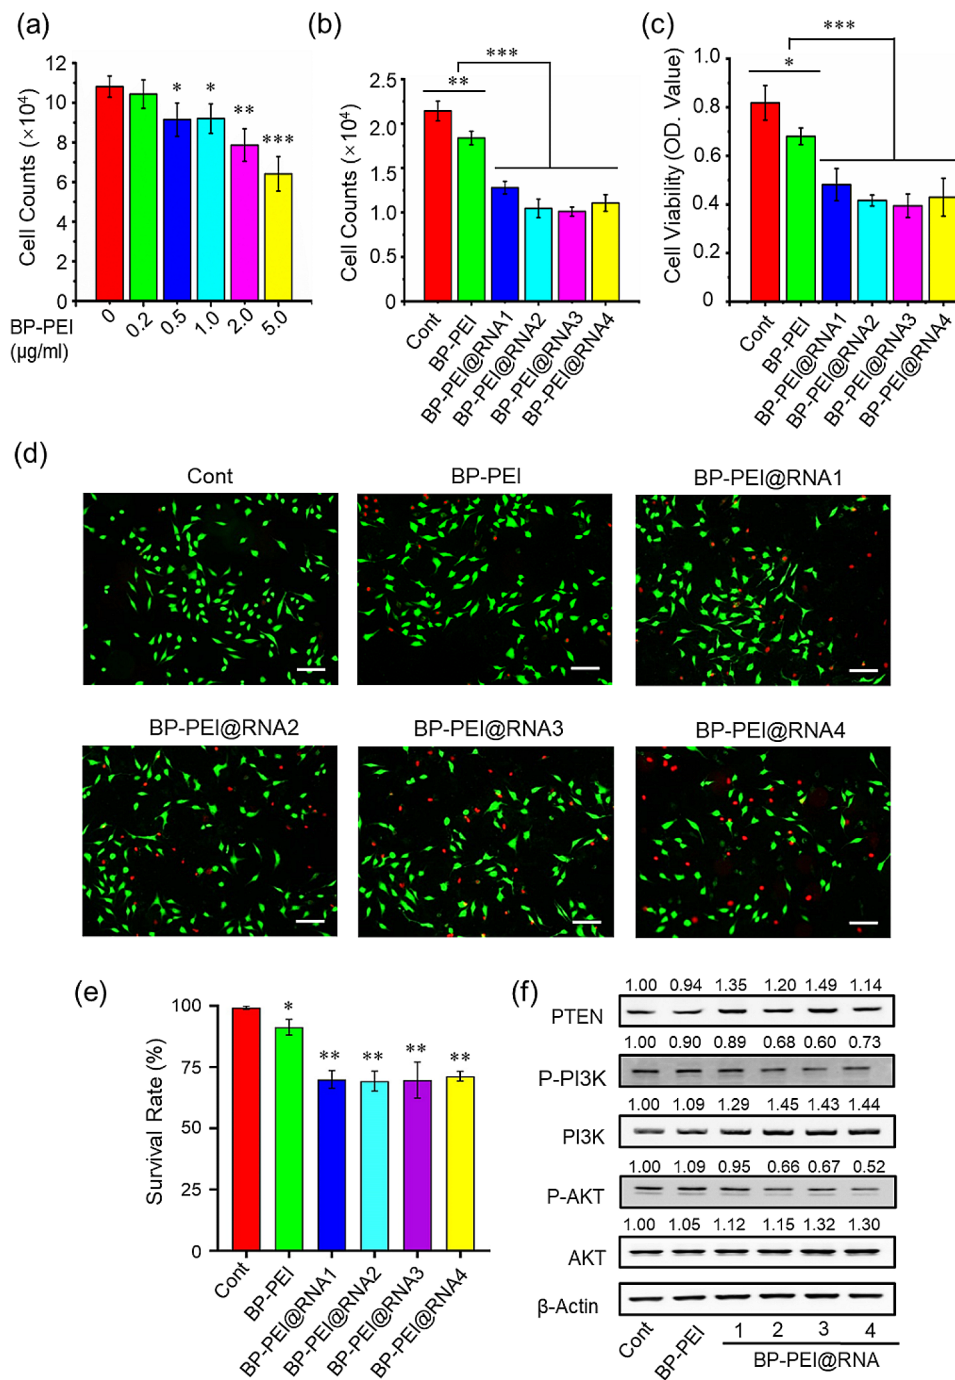 (a)
Cell Counts (×10⁴)
12
10
8
6
4
2
0
* * ** ***
BP-PEI
(μg/ml)
0 0.2 0.5 1.0 2.0 5.0
(b)
Cell Counts (×10⁴)
2.5
2.0
1.5
1.0
0.5
0
***
**
Cont
BP-PEI
BP-PEI@RNA1
BP-PEI@RNA2
BP-PEI@RNA3
BP-PEI@RNA4
(c)
Cell Viability (OD. Value)
1.0
0.8
0.6
0.4
0.2
0
***
*
Cont
BP-PEI
BP-PEI@RNA1
BP-PEI@RNA2
BP-PEI@RNA3
BP-PEI@RNA4
(d)
Cont BP-PEI BP-PEI@RNA1
BP-PEI@RNA2 BP-PEI@RNA3 BP-PEI@RNA4
(e)
Survival Rate (%)
100
75
50
25
0
* ** ** ** **
Cont
BP-PEI
BP-PEI@RNA1
BP-PEI@RNA2
BP-PEI@RNA3
BP-PEI@RNA4
(f)
1.00 0.94 1.35 1.20 1.49 1.14
PTEN
1.00 0.90 0.89 0.68 0.60 0.73
P-PI3K
1.00 1.09 1.29 1.45 1.43 1.44
PI3K
1.00 1.09 0.95 0.66 0.67 0.52
P-AKT
1.00 1.05 1.12 1.15 1.32 1.30
AKT
β-Actin
Cont BP-PEI 1 2 3 4
BP-PEI@RNA